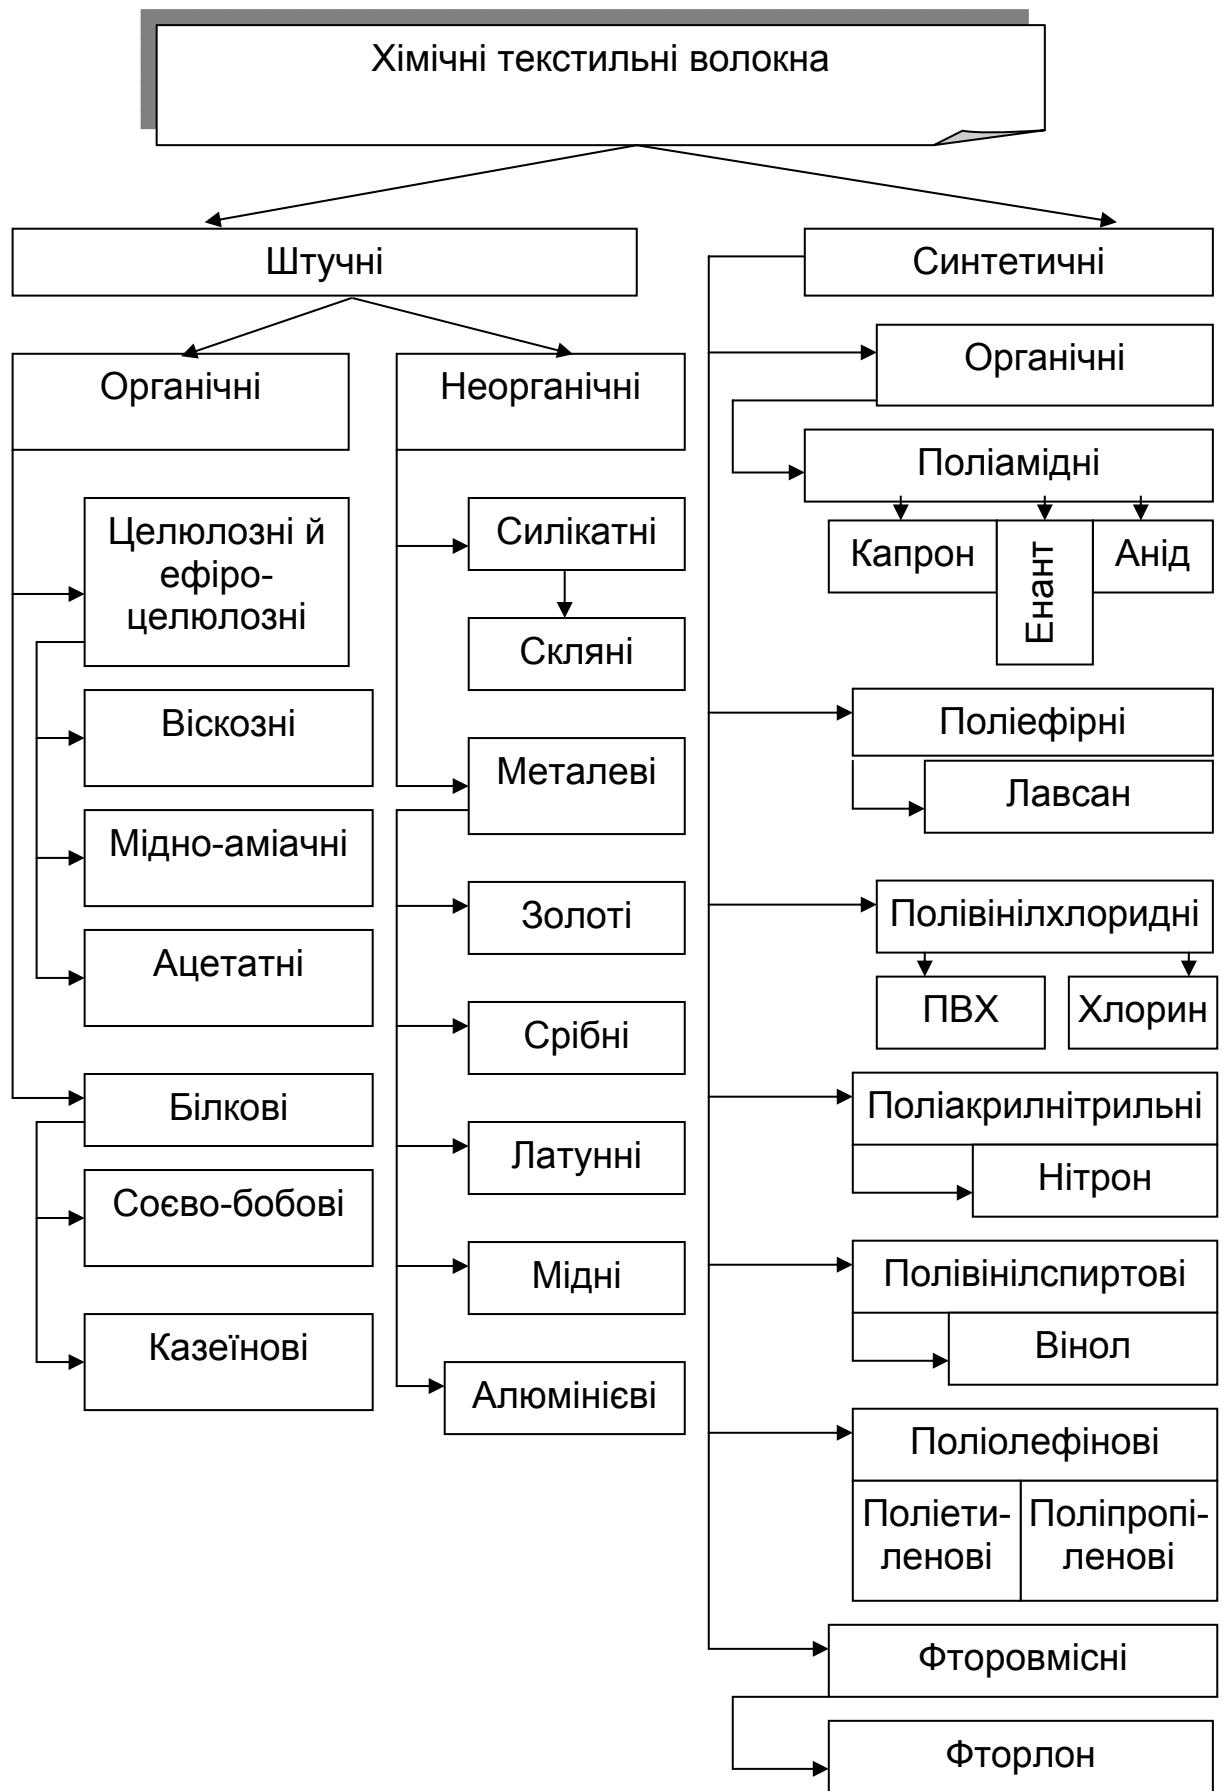 Хімічні текстильні волокна
Штучні
Синтетичні
Органічні
Неорганічні
Целюлозні й
ефіро-
целюлозні
Віскозні
Мідно-аміачні
Ацетатні
Білкові
Соєво-бобові
Казеїнові
Силікатні
Скляні
Металеві
Золоті
Срібні
Латунні
Мідні
Алюмінієві
Органічні
Поліамідні
Капрон
Енант
Анід
Поліефірні
Лавсан
Полівінілхлоридні
ПВХ
Хлорин
Поліакрилнітрильні
Нітрон
Полівінілспиртові
Вінол
Поліолефінові
Поліети-
ленові
Поліпропі-
ленові
Фторовмісні
Фторлон